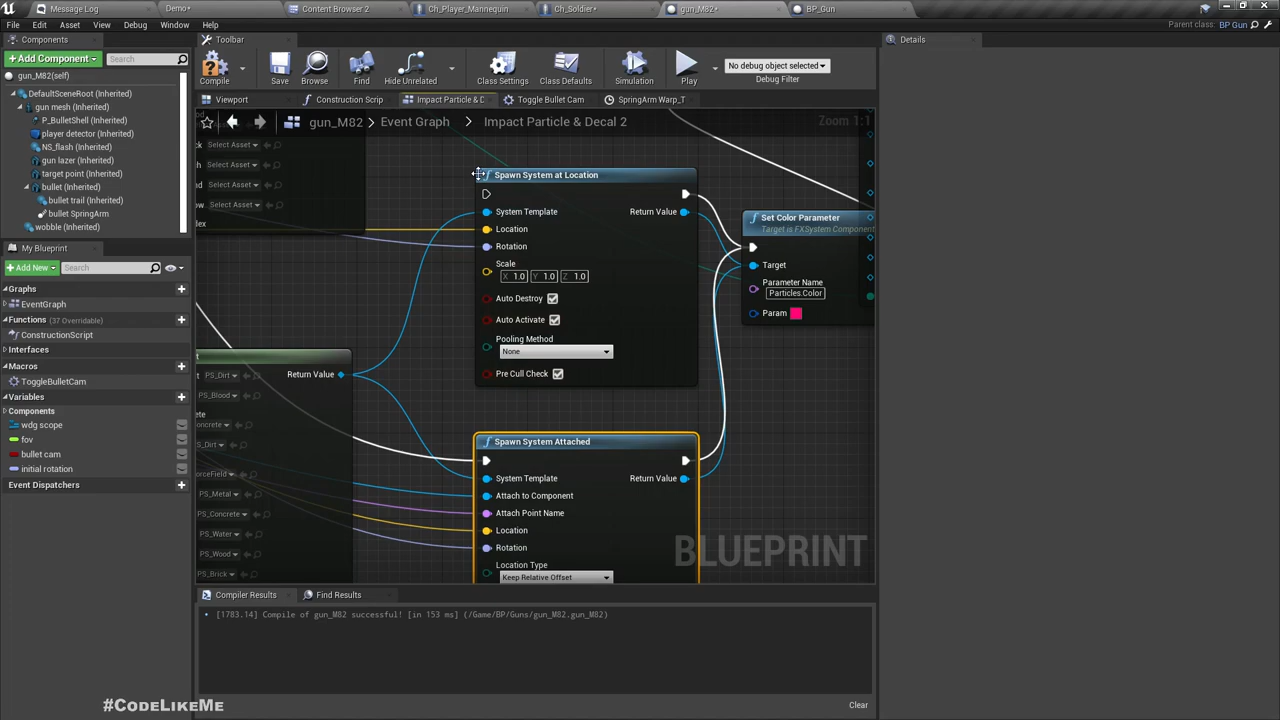 Message Log
Demo•
Content Browser 2
Ch_Player_Mannequin
Ch_Soldier•
gun_M82•
BP_Gun
File Edit Asset View Debug Window Help
Parent class: BP Gun
Components
Toolbar
Details
+Add Component
Search
gun_M82(self)
DefaultSceneRoot (Inherited)
gun mesh (Inherited)
P_BulletShell (Inherited)
player detector (Inherited)
NS_flash (Inherited)
gun lazer (Inherited)
target point (Inherited)
bullet (Inherited)
bullet trail (Inherited)
bullet SpringArm
wobble (Inherited)
Compile
Save
Browse
Find
Hide Unrelated
Class Settings
Class Defaults
Simulation
Play
No debug object selected
Debug Filter
Viewport
Construction Scrip
Impact Particle & D
Toggle Bullet Cam
SpringArm Warp_T
gun_M82 > Event Graph > Impact Particle & Decal 2
Zoom 1:1
My Blueprint
+Add New
Search
Graphs
EventGraph
Functions (37 Overridable)
ConstructionScript
Interfaces
Macros
ToggleBulletCam
Variables
Components
wdg scope
fov
bullet cam
initial rotation
Event Dispatchers
Select Asset
Select Asset
Select Asset
Select Asset
Return Value
PS_Dirt
PS_Blood
PS_Metal
PS_Concrete
PS_Water
PS_Wood
PS_Brick
Spawn System at Location
System Template
Return Value
Location
Rotation
Scale
X 1.0 Y 1.0 Z 1.0
Auto Destroy
Auto Activate
Pooling Method
None
Pre Cull Check
Spawn System Attached
System Template
Return Value
Attach to Component
Attach Point Name
Location
Rotation
Location Type
Keep Relative Offset
Set Color Parameter
Target is FXSystem Component
Target
Parameter Name
Particles.Color
Param
BLUEPRINT
Compiler Results
Find Results
[1783.14] Compile of gun_M82 successful! [in 153 ms] (/Game/BP/Guns/gun_M82.gun_M82)
#CodeLikeMe
Clear